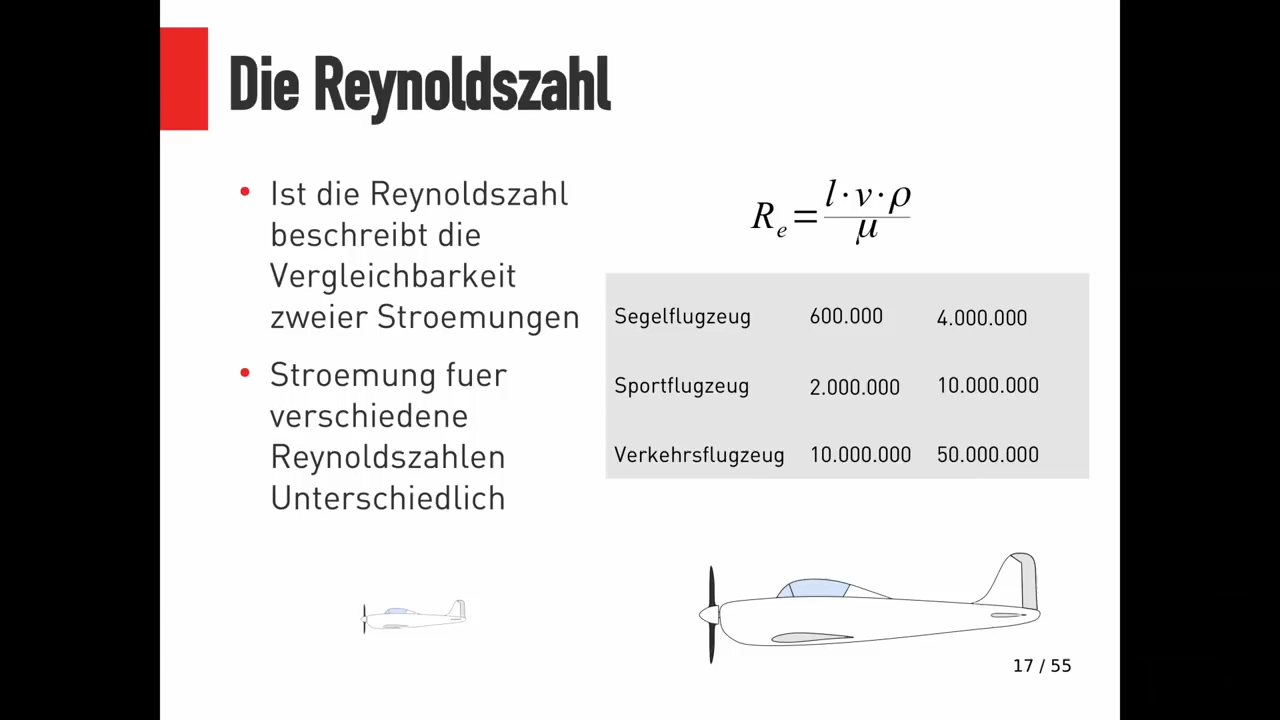 Die Reynoldszahl
• Ist die Reynoldszahl
beschreibt die
Vergleichbarkeit
zweier Stroemungen
• Stroemung fuer
verschiedene
Reynoldszahlen
Unterschiedlich
R_e = l·v·ρ / μ
Segelflugzeug 600.000 4.000.000
Sportflugzeug 2.000.000 10.000.000
Verkehrsflugzeug 10.000.000 50.000.000
17 / 55